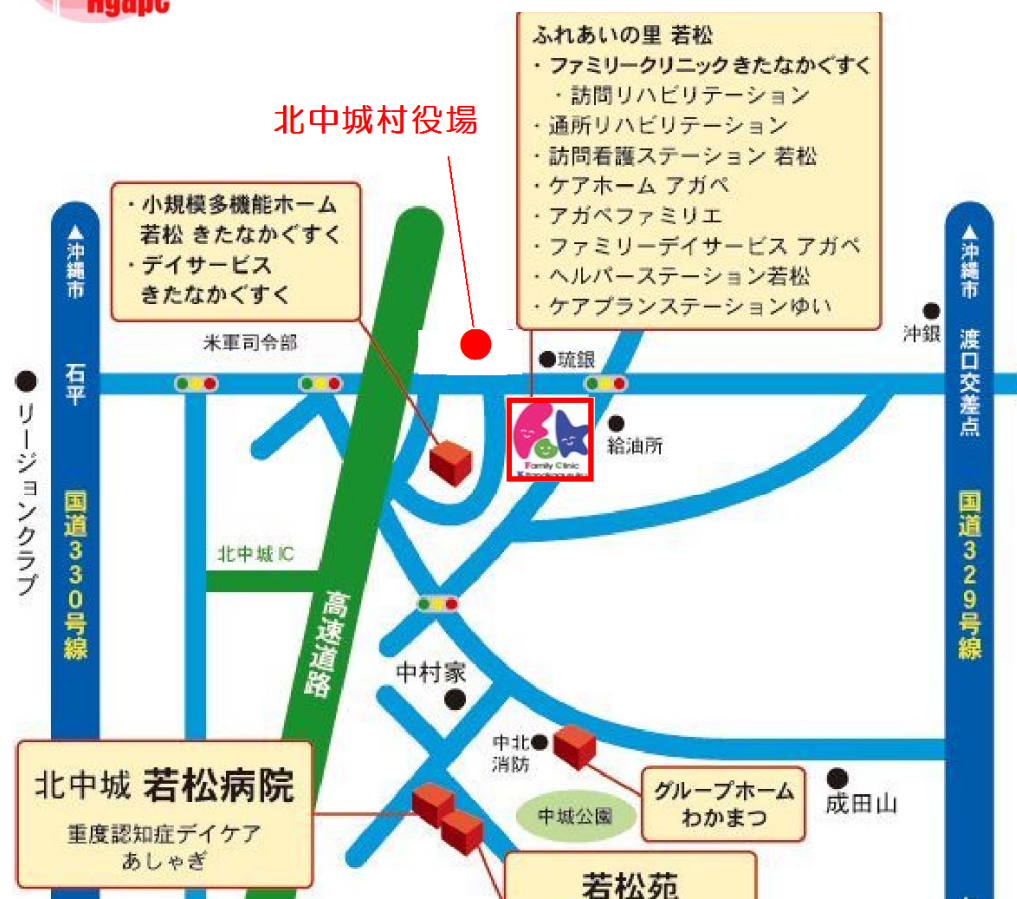 Agape
ふれあいの里 若松
・ファミリークリニックきたなかぐすく
・訪問リハビリテーション
・通所リハビリテーション
・訪問看護ステーション 若松
・ケアホーム アガペ
・アガペファミリエ
・ファミリーデイサービス アガペ
・ヘルパーステーション若松
・ケアプランステーションゆい
北中城村役場
・小規模多機能ホーム
若松 きたなかぐすく
・デイサービス
きたなかぐすく
▲沖縄市
石平
国道330号線
▲沖縄市
渡口交差点
国道329号線
沖銀
米軍司令部
琉銀
リージョンクラブ
給油所
Family Clinic
北中城IC
高速道路
中村家
中北
消防
北中城 若松病院
重度認知症デイケア
あしゃぎ
グループホーム
わかまつ
成田山
中城公園
若松苑